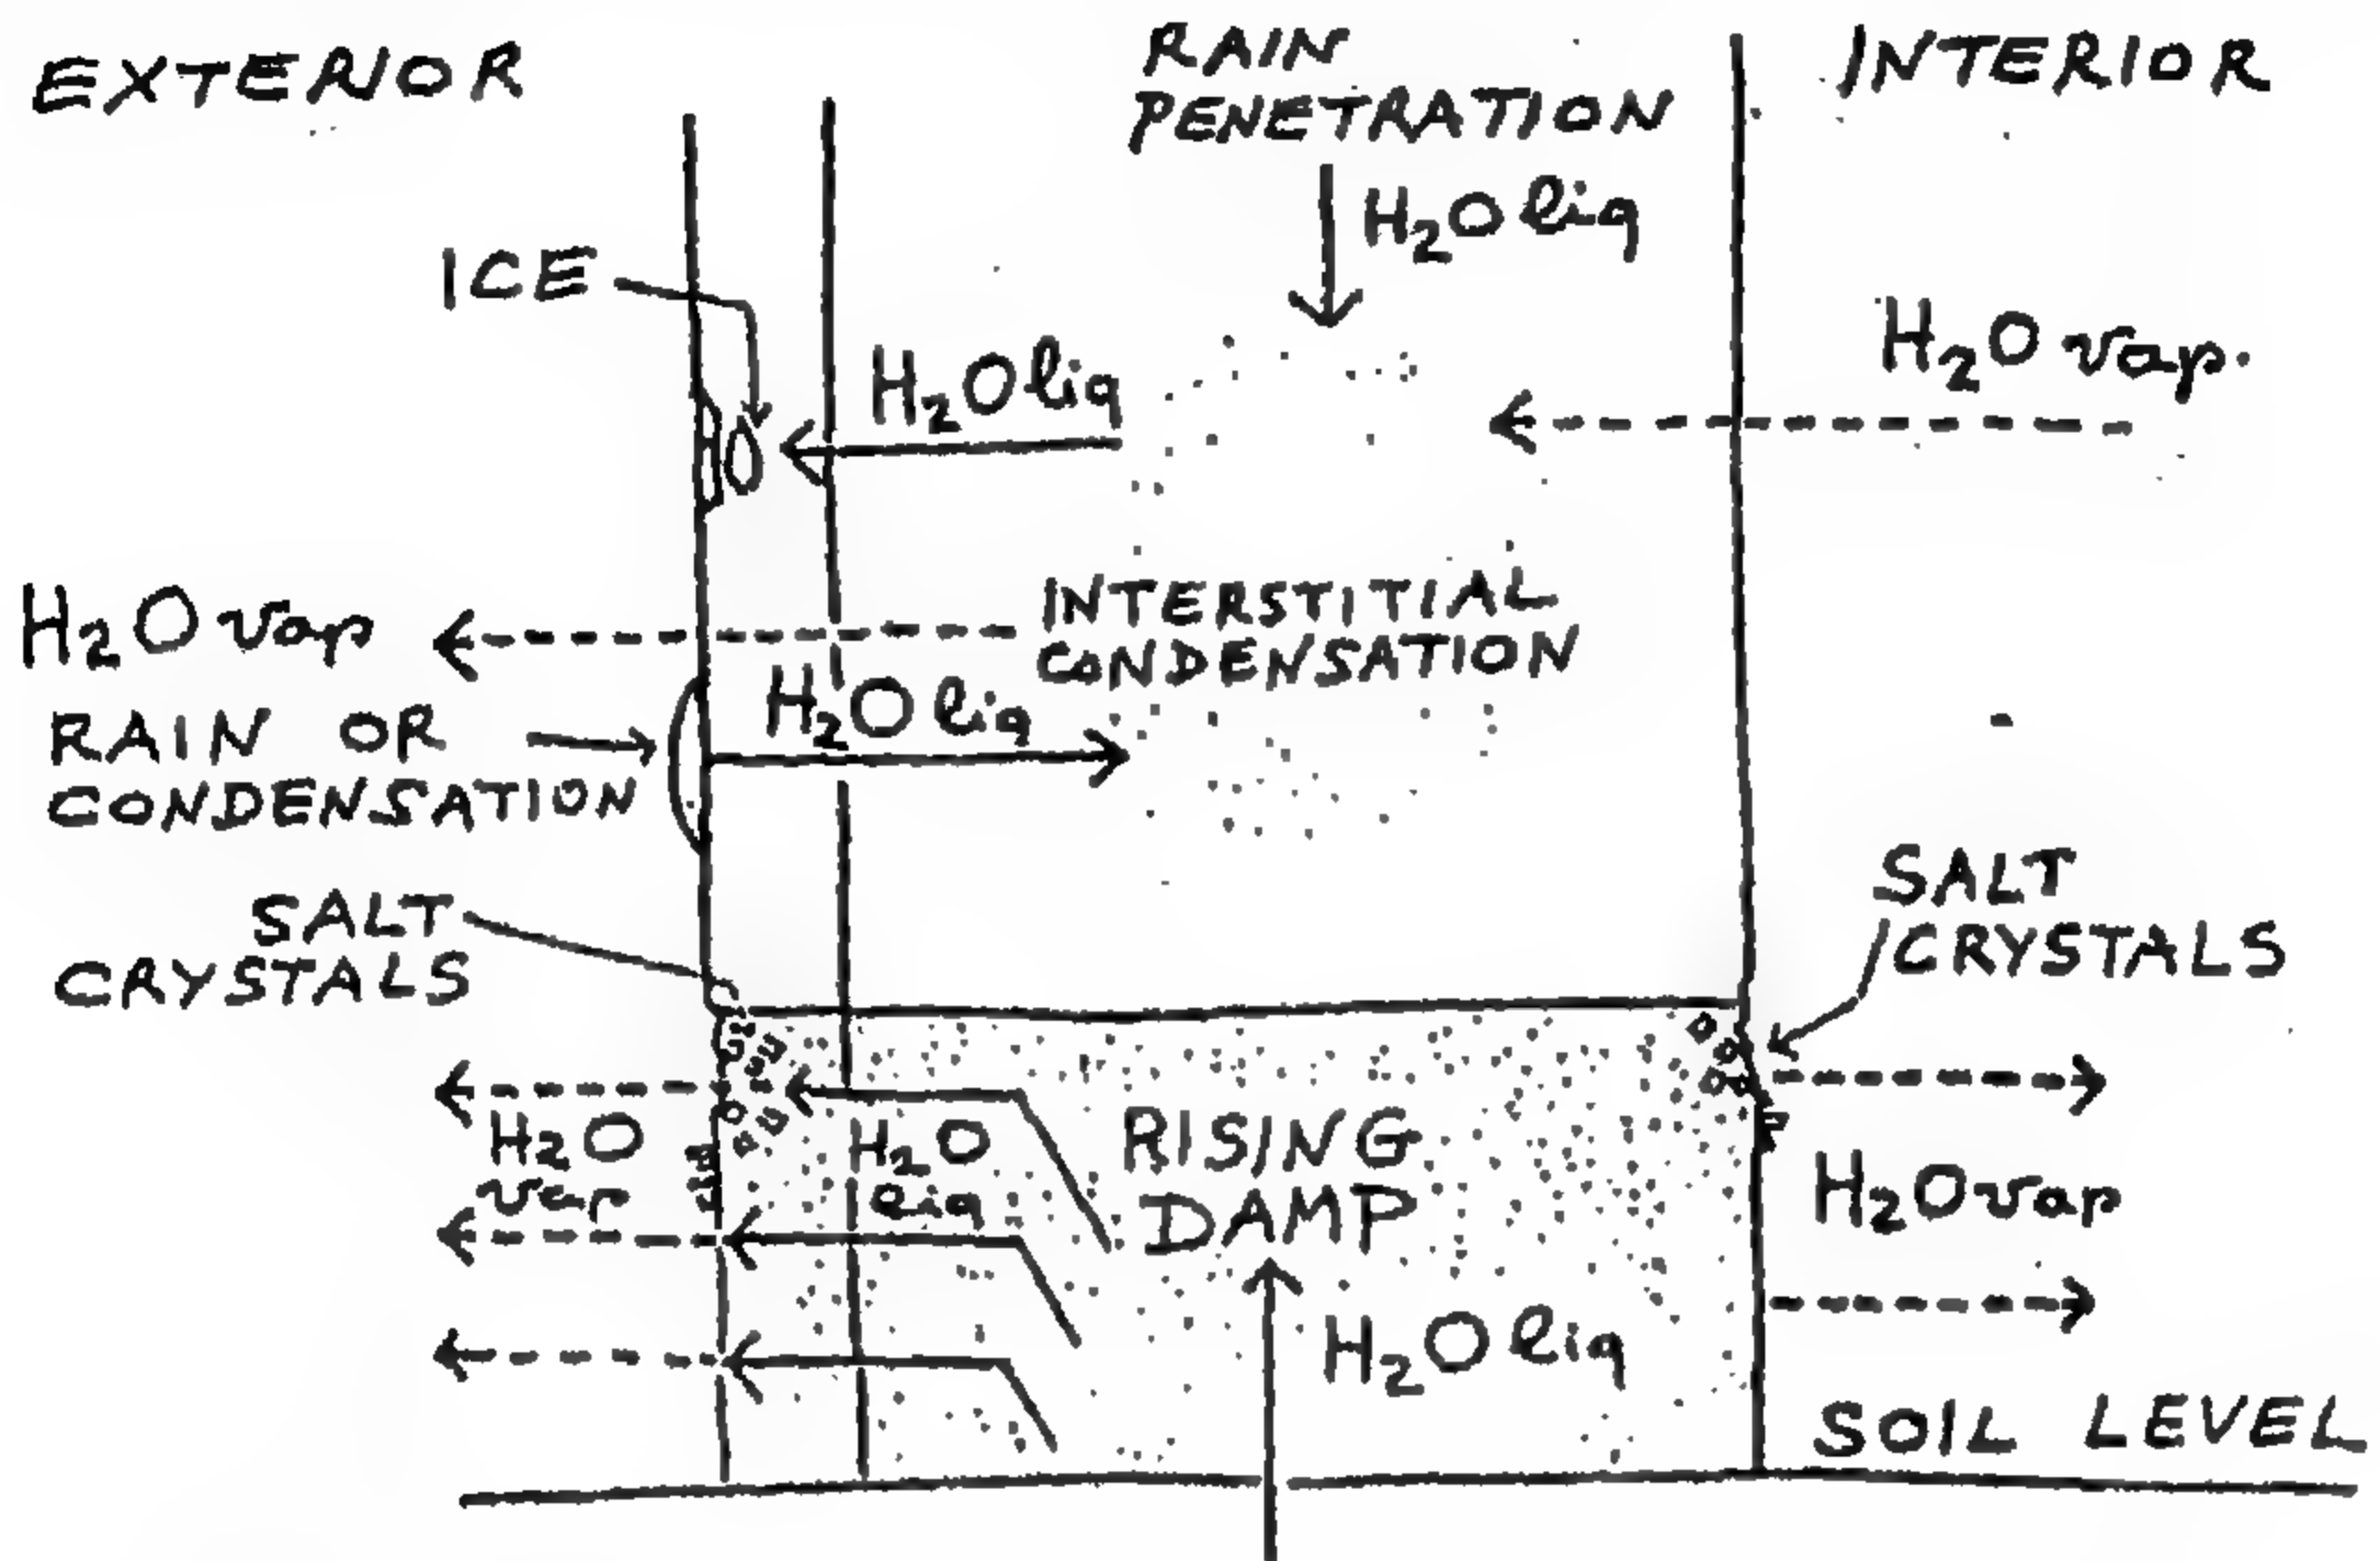 EXTERIOR
RAIN
PENETRATION
INTERIOR
H2O liq
ICE
H2O liq
H2O vap.
H2O vap
INTERSTITIAL
CONDENSATION
RAIN OR
CONDENSATION
H2O liq
SALT
CRYSTALS
SALT
CRYSTALS
H2O
vap
H2O
liq
RISING
DAMP
H2O vap
H2O liq
SOIL LEVEL